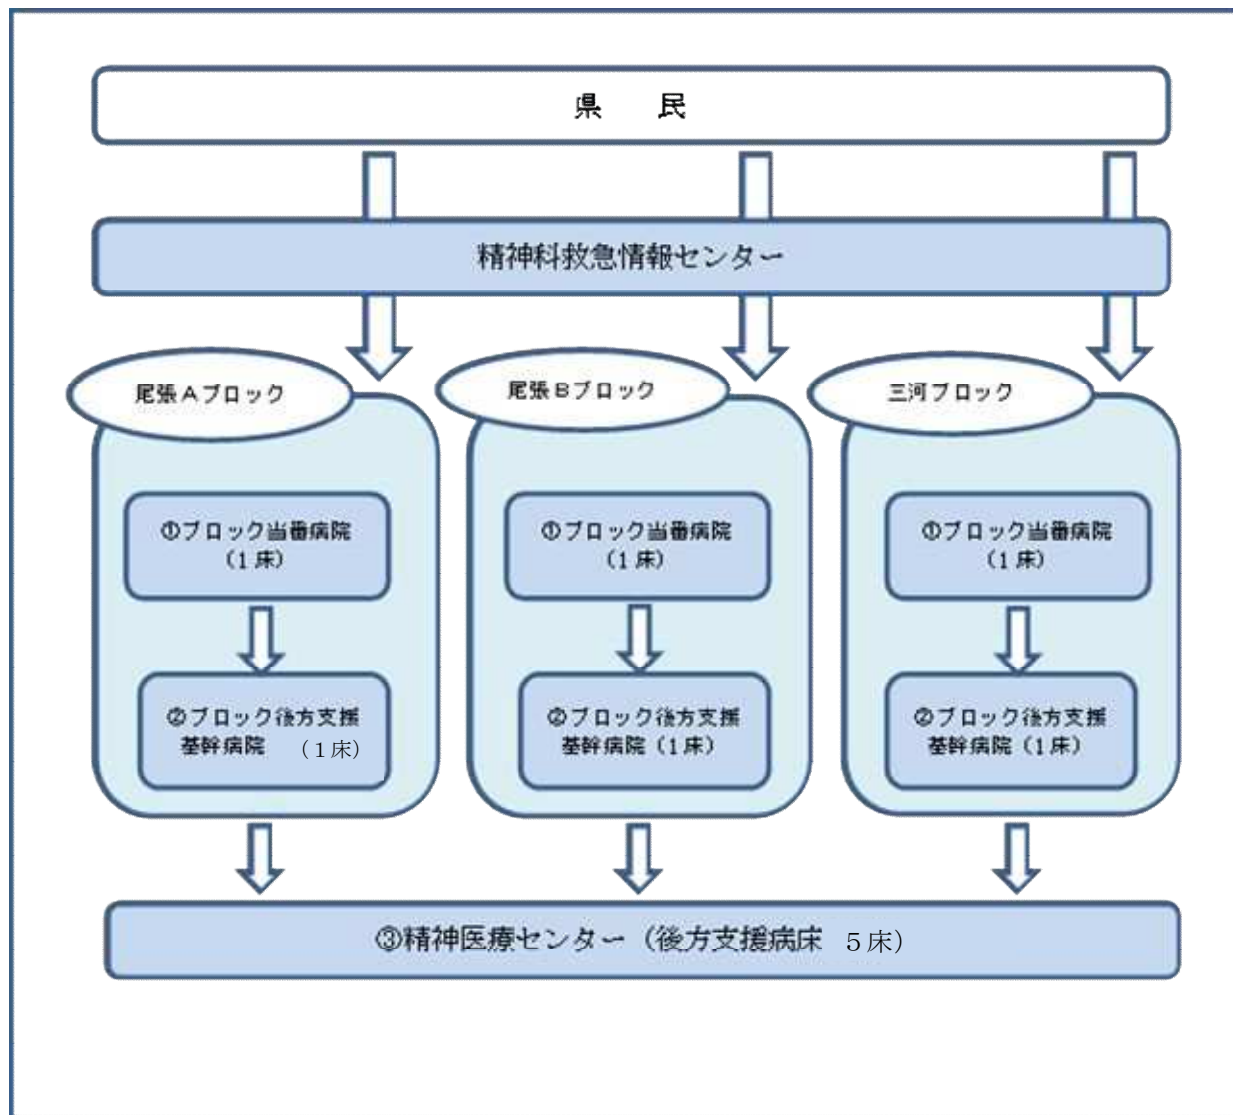 県　民
精神科救急情報センター
尾張Aブロック
尾張Bブロック
三河ブロック
①ブロック当番病院
(1床)
②ブロック後方支援
基幹病院 (1床)
①ブロック当番病院
(1床)
②ブロック後方支援
基幹病院(1床)
①ブロック当番病院
(1床)
②ブロック後方支援
基幹病院(1床)
③精神医療センター(後方支援病床 5床)